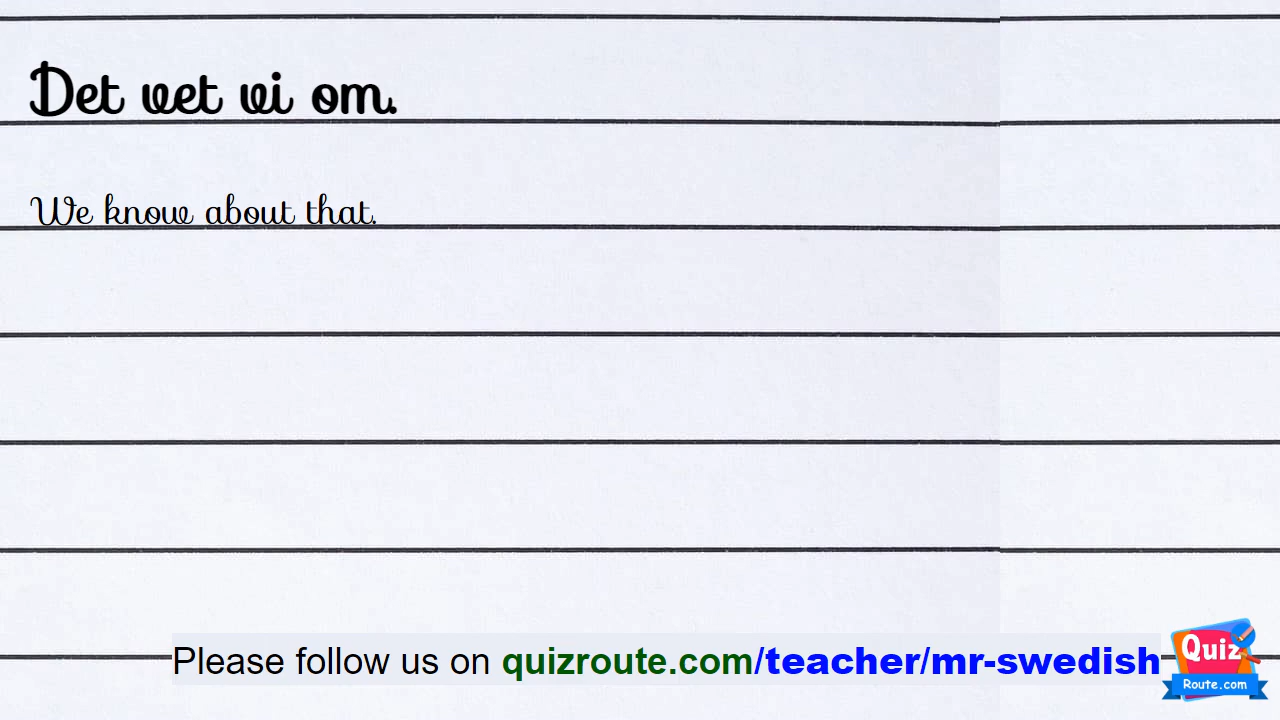 Det vet vi om.
We know about that.
Please follow us on quizroute.com/teacher/mr-swedish
Quiz
Route.com